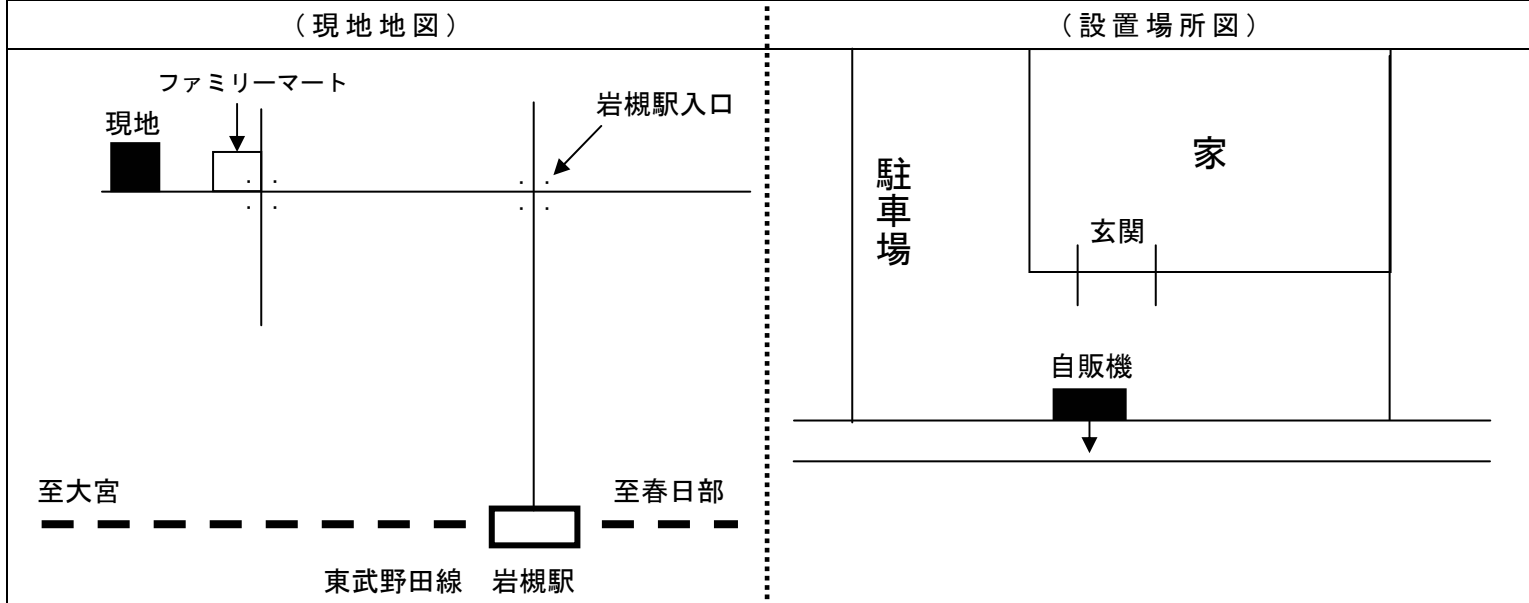 （現地地図）
ファミリーマート
現地
岩槻駅入口
至大宮
至春日部
東武野田線 岩槻駅
（設置場所図）
家
駐車場
玄関
自販機